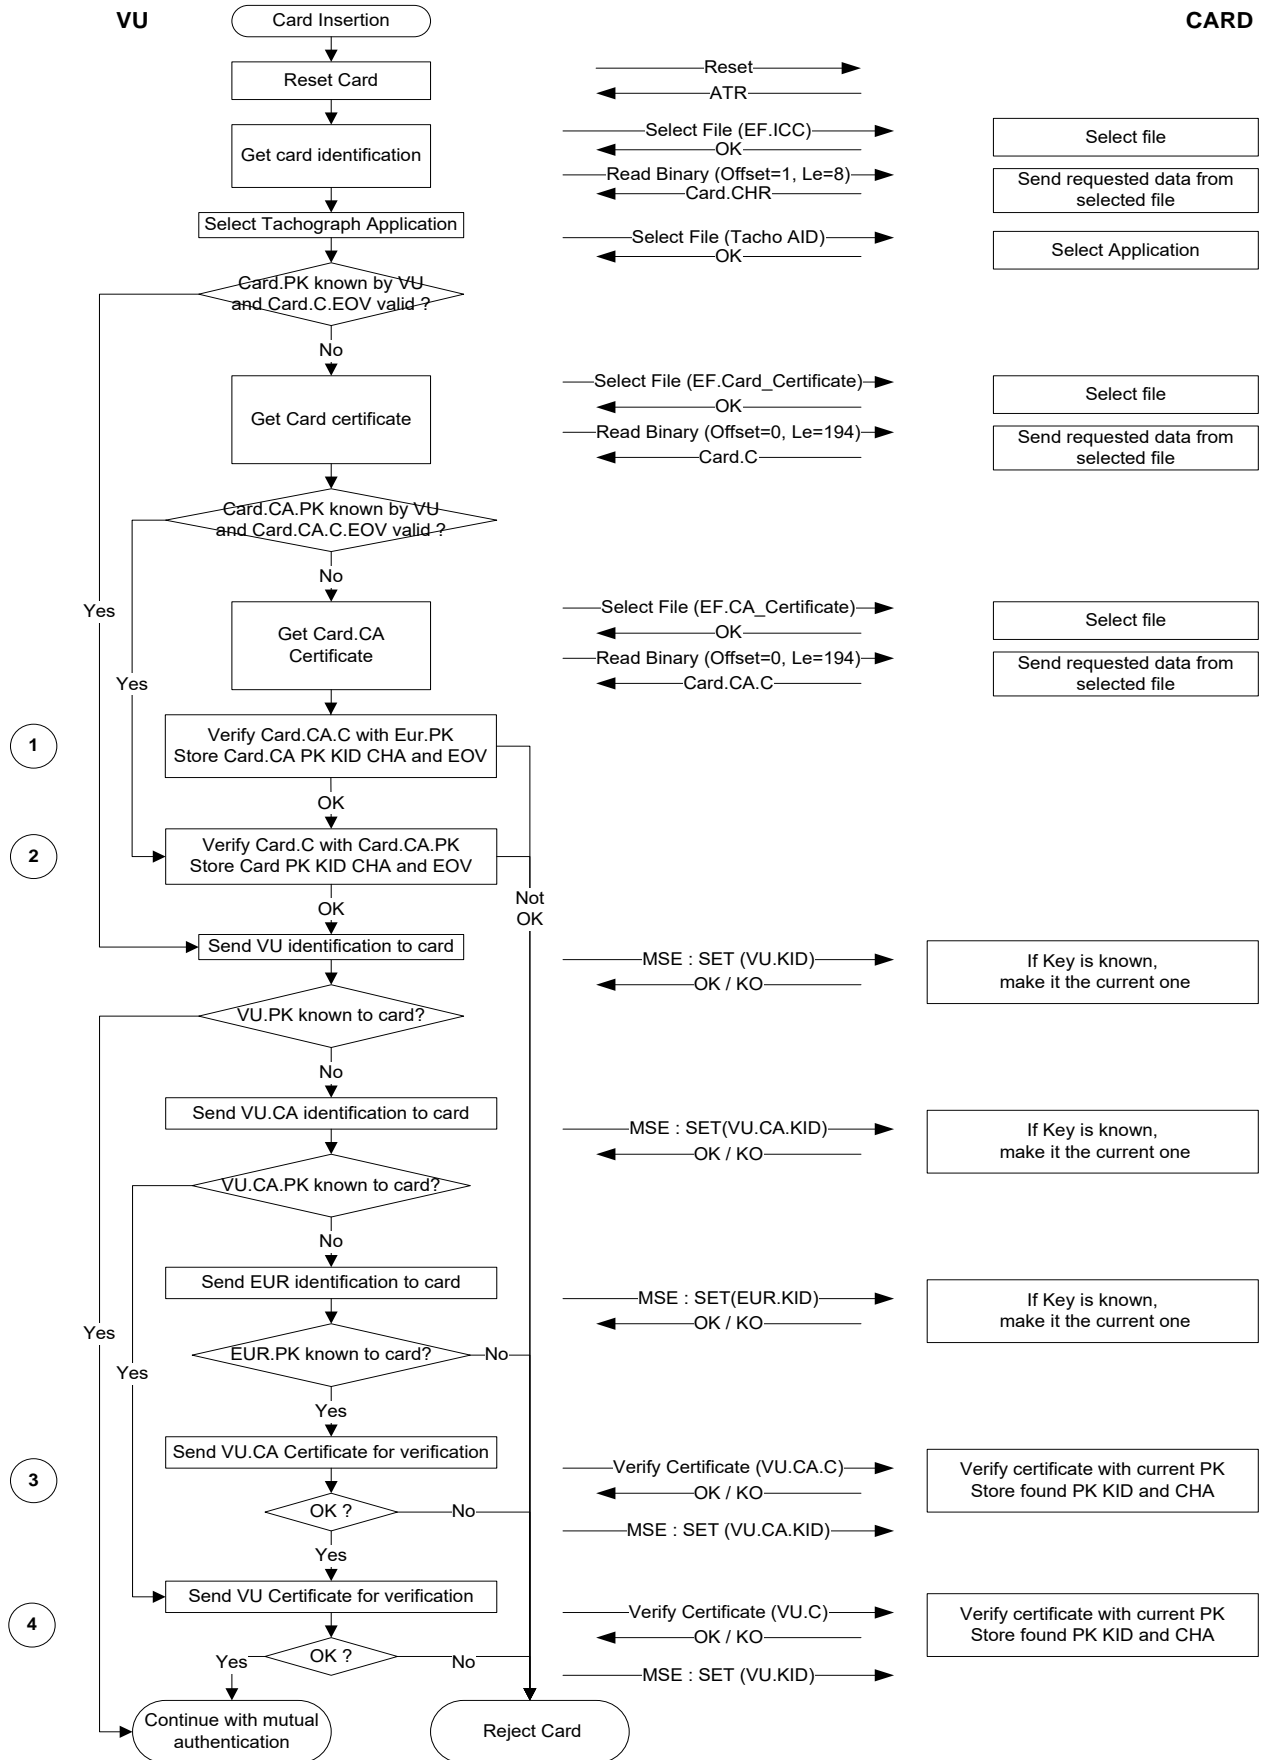 VU
Card Insertion
CARD
Reset Card
Reset
ATR
Get card identification
Select File (EF.ICC)
OK
Select file
Read Binary (Offset=1, Le=8)
Card.CHR
Send requested data from
selected file
Select Tachograph Application
Select File (Tacho AID)
OK
Select Application
Card.PK known by VU
and Card.C.EOV valid ?
No
Get Card certificate
Select File (EF.Card_Certificate)
OK
Select file
Read Binary (Offset=0, Le=194)
Card.C
Send requested data from
selected file
Card.CA.PK known by VU
and Card.CA.C.EOV valid ?
No
Yes
Get Card.CA
Certificate
Select File (EF.CA_Certificate)
OK
Select file
Read Binary (Offset=0, Le=194)
Card.CA.C
Send requested data from
selected file
Yes
1
Verify Card.CA.C with Eur.PK
Store Card.CA PK KID CHA and EOV
OK
2
Verify Card.C with Card.CA.PK
Store Card PK KID CHA and EOV
Not
OK
OK
Send VU identification to card
MSE : SET (VU.KID)
OK / KO
If Key is known,
make it the current one
VU.PK known to card?
No
Send VU.CA identification to card
MSE : SET(VU.CA.KID)
OK / KO
If Key is known,
make it the current one
VU.CA.PK known to card?
No
Send EUR identification to card
MSE : SET(EUR.KID)
OK / KO
If Key is known,
make it the current one
Yes
EUR.PK known to card?
No
Yes
Yes
Send VU.CA Certificate for verification
3
Verify Certificate (VU.CA.C)
OK / KO
Verify certificate with current PK
Store found PK KID and CHA
OK ?
No
MSE : SET (VU.CA.KID)
Yes
Send VU Certificate for verification
4
Verify Certificate (VU.C)
OK / KO
Verify certificate with current PK
Store found PK KID and CHA
Yes
OK ?
No
MSE : SET (VU.KID)
Continue with mutual
authentication
Reject Card